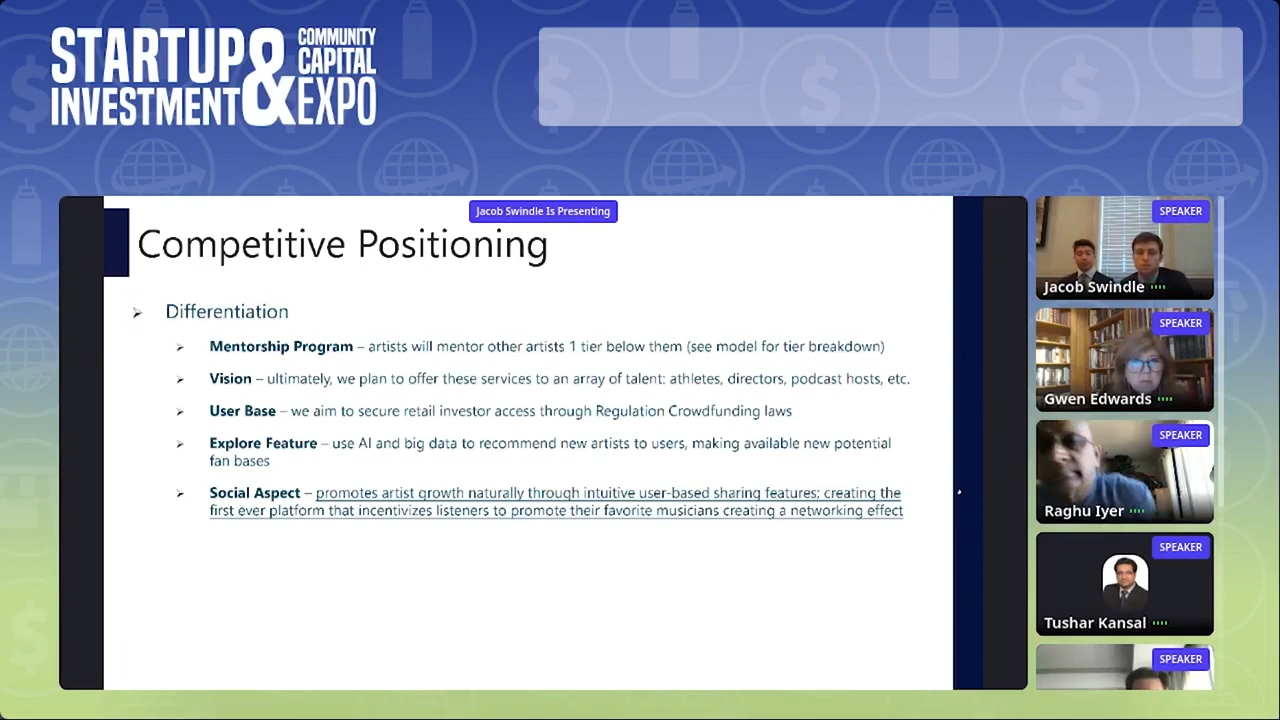 STARTUP & COMMUNITY CAPITAL
INVESTMENT EXPO
Jacob Swindle Is Presenting
Competitive Positioning
Differentiation
Mentorship Program – artists will mentor other artists 1 tier below them (see model for tier breakdown)
Vision – ultimately, we plan to offer these services to an array of talent: athletes, directors, podcast hosts, etc.
User Base – we aim to secure retail investor access through Regulation Crowdfunding laws
Explore Feature – use AI and big data to recommend new artists to users, making available new potential
fan bases
Social Aspect – promotes artist growth naturally through intuitive user-based sharing features; creating the
first ever platform that incentivizes listeners to promote their favorite musicians creating a networking effect
SPEAKER
Jacob Swindle
SPEAKER
Gwen Edwards
SPEAKER
Raghu Iyer
SPEAKER
Tushar Kansal
SPEAKER